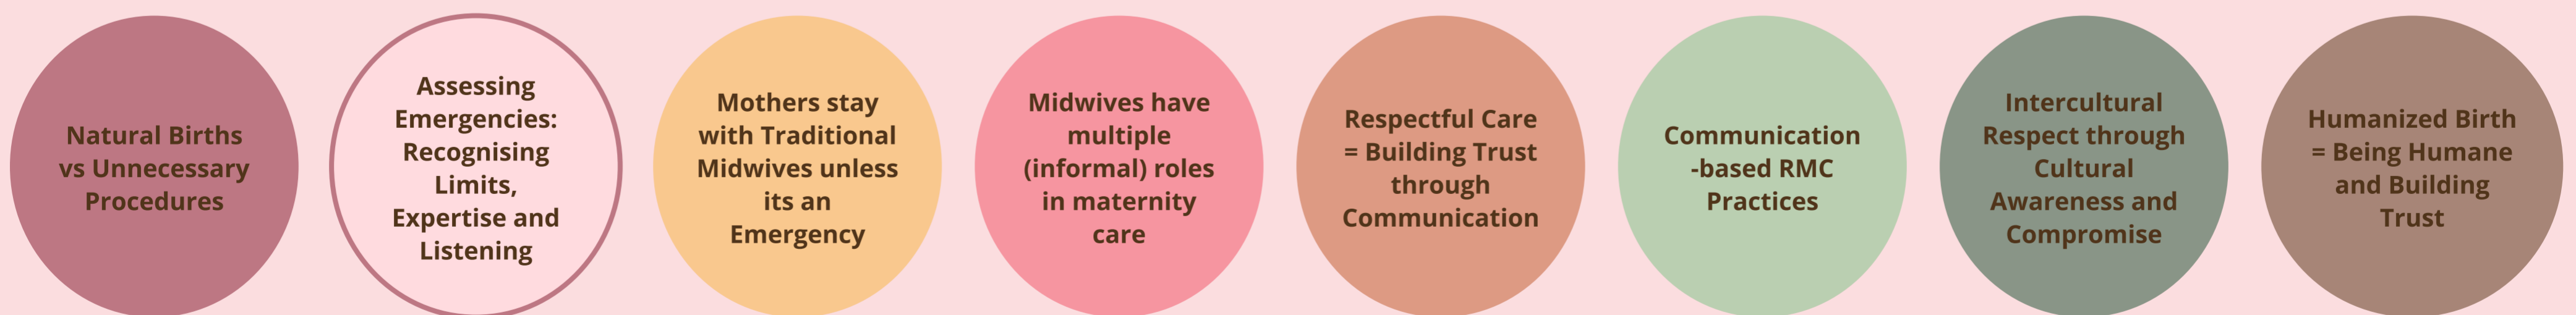 Natural Births
vs Unnecessary
Procedures
Assessing
Emergencies:
Recognising
Limits,
Expertise and
Listening
Mothers stay
with Traditional
Midwives unless
its an
Emergency
Midwives have
multiple
(informal) roles
in maternity
care
Respectful Care
= Building Trust
through
Communication
Communication
-based RMC
Practices
Intercultural
Respect through
Cultural
Awareness and
Compromise
Humanized Birth
= Being Humane
and Building
Trust